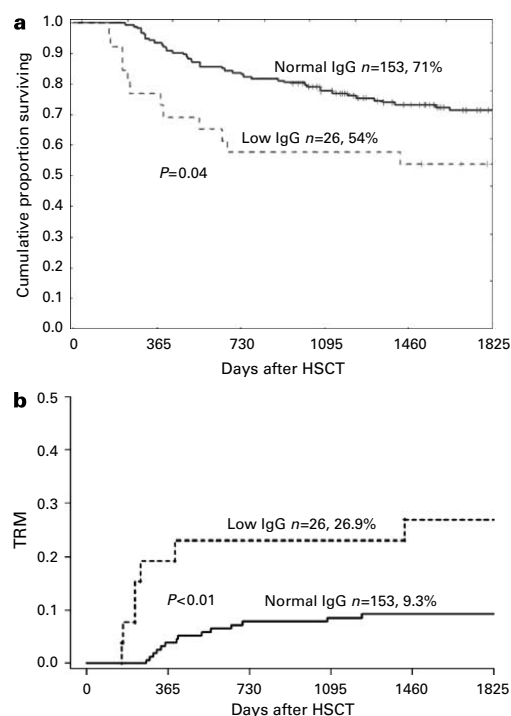 a
Cumulative proportion surviving
1.0
0.9
0.8
0.7
0.6
0.5
0.4
0.3
0.2
0.1
0.0
Normal IgG n=153, 71%
Low IgG n=26, 54%
P=0.04
0 365 730 1095 1460 1825
Days after HSCT
b
TRM
0.5
0.4
0.3
0.2
0.1
0.0
Low IgG n=26, 26.9%
P<0.01
Normal IgG n=153, 9.3%
0 365 730 1095 1460 1825
Days after HSCT